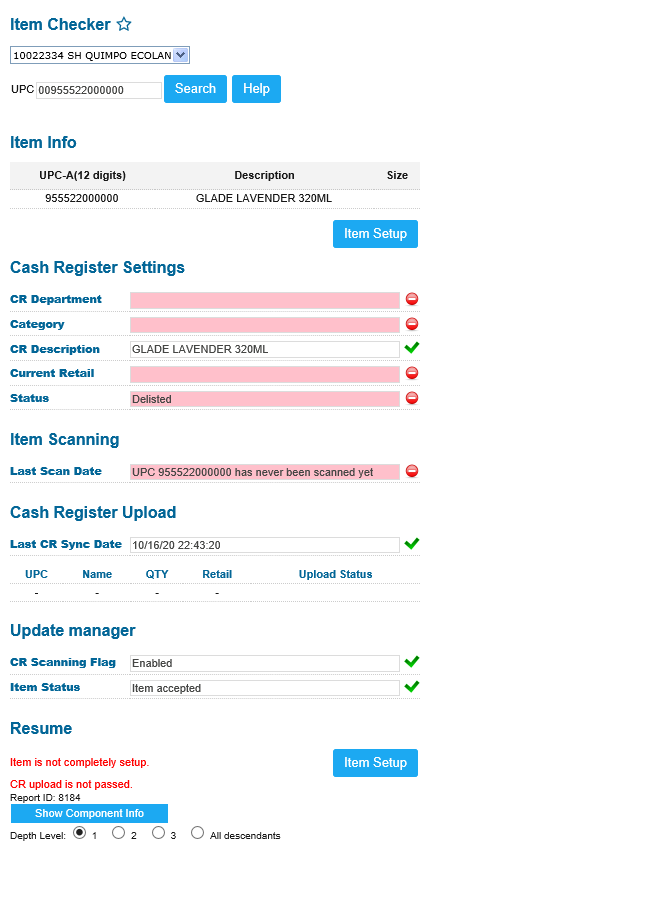 Item Checker
10022334 SH QUIMPO ECOLAN
UPC 00955522000000 Search Help
Item Info
UPC-A(12 digits) Description Size
955522000000 GLADE LAVENDER 320ML
Item Setup
Cash Register Settings
CR Department
Category
CR Description GLADE LAVENDER 320ML
Current Retail
Status Delisted
Item Scanning
Last Scan Date UPC 955522000000 has never been scanned yet
Cash Register Upload
Last CR Sync Date 10/16/20 22:43:20
UPC Name QTY Retail Upload Status
- - - -
Update manager
CR Scanning Flag Enabled
Item Status Item accepted
Resume
Item is not completely setup. Item Setup
CR upload is not passed.
Report ID: 8184
Show Component Info
Depth Level: 1 2 3 All descendants